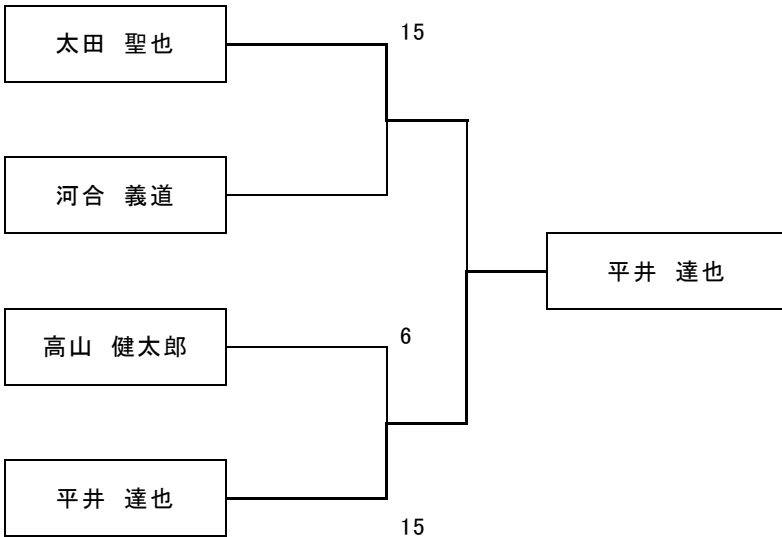 太田 聖也
15
河合 義道
平井 達也
高山 健太郎
6
平井 達也
15